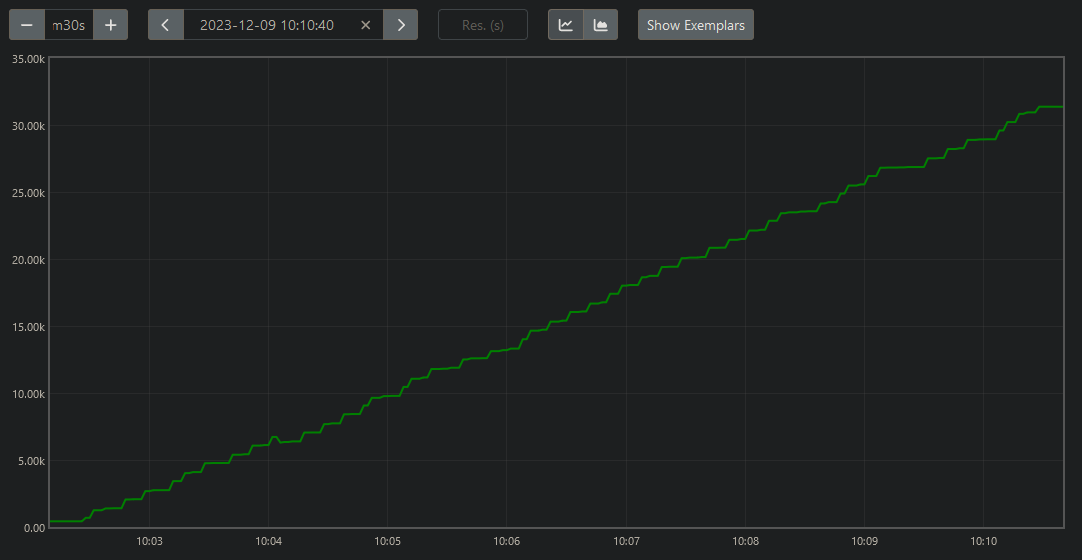 − m30s + 2023-12-09 10:10:40 × Res. (s) Show Exemplars
35.00k
30.00k
25.00k
20.00k
15.00k
10.00k
5.00k
0.00
10:03 10:04 10:05 10:06 10:07 10:08 10:09 10:10